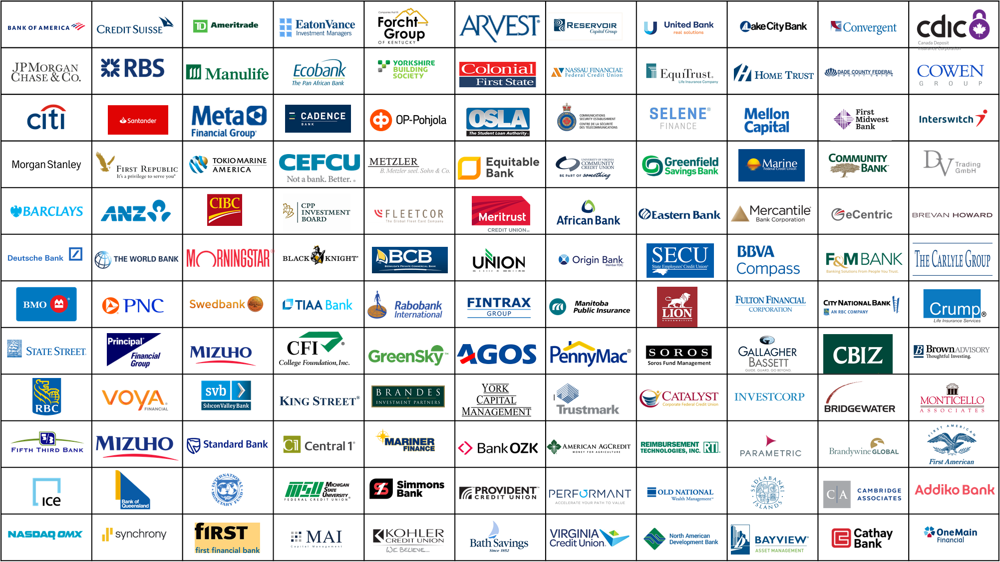 BANK OF AMERICA
CREDIT SUISSE
TD Ameritrade
EatonVance
Investment Managers
Companies that fit.
Forcht
Group
OF KENTUCKY
ARVEST®
RESERVOIR
Capital Group
United Bank
real solutions
Lake City Bank
Convergent
cdic
Canada Deposit
Insurance Corporation
JPMORGAN
CHASE & CO.
RBS
Manulife
Ecobank
The Pan African Bank
YORKSHIRE
BUILDING
SOCIETY
Colonial
First State
NASSAU FINANCIAL
Federal Credit Union
EQUITRUST®
Life Insurance Company
HOME TRUST
DADE COUNTY FEDERAL
CREDIT UNION
COWEN
GROUP
citi
Santander
Meta
Financial Group®
CADENCE
BANK
OP-Pohjola
OSLA
The Student Loan Authority
COMMUNICATIONS
SECURITY ESTABLISHMENT
CENTRE DE LA SÉCURITÉ
DES TÉLÉCOMMUNICATIONS
SELENE®
FINANCE
Mellon
Capital
First
Midwest
Bank
Interswitch
Morgan Stanley
FIRST REPUBLIC
It's a privilege to serve you®
TOKIO MARINE
AMERICA
CEFCU
Not a bank. Better.®
METZLER
B. Metzler seel. Sohn & Co.
Equitable
Bank
UNIVERSITY OF VIRGINIA
COMMUNITY
CREDIT UNION
BE PART OF something
Greenfield
Savings Bank
Marine
Federal Credit Union
COMMUNITY
BANK
DV Trading
GmbH
BARCLAYS
ANZ
CIBC
CPP
INVESTMENT
BOARD
FLEETCOR
The Global Fleet Card Company
Meritrust
CREDIT UNION
African Bank
Eastern Bank
Mercantile®
Bank Corporation
eCentric
BREVAN HOWARD
Deutsche Bank
THE WORLD BANK
MORNINGSTAR®
BLACK KNIGHT
BCB
BERMUDA'S PRIVATE COMMERCIAL BANK
UNION
BANK & TRUST
Origin Bank
Member FDIC
SECU
State Employees' Credit Union®
BBVA
Compass
F&M BANK
Banking Solutions From People You Trust.
THE CARLYLE GROUP
BMO®
PNC
Swedbank
TIAA Bank
Rabobank
International
FINTRAX
GROUP
Manitoba
Public Insurance
LION
UNDERWRITING
FULTON FINANCIAL
CORPORATION
CITY NATIONAL BANK
RBC AN RBC COMPANY
Crump®
Life Insurance Services
STATE STREET
Principal®
Financial
Group
MIZUHO
CFI®
College Foundation, Inc.
GreenSky™
AGOS
PennyMac®
SOROS
Soros Fund Management
GALLAGHER
BASSETT
GUIDE. GUARD. GO BEYOND.
CBIZ
B BrownADVISORY
Thoughtful Investing.
RBC
VOYA®
FINANCIAL
svb
Silicon Valley Bank
KING STREET®
BRANDES
INVESTMENT PARTNERS
YORK
CAPITAL
MANAGEMENT
Trustmark
CATALYST
Corporate Federal Credit Union
INVESTCORP
BRIDGEWATER
MONTICELLO
ASSOCIATES
5/3
FIFTH THIRD BANK
MIZUHO
Standard Bank
C1 Central 1®
MARINER
FINANCE
Bank OZK
AMERICAN AGCREDIT
MONEY FOR AGRICULTURE
REIMBURSEMENT
TECHNOLOGIES, INC. RTI
PARAMETRIC
Brandywine GLOBAL
FIRST AMERICAN
First American
ice
Bank of
Queensland
INTERNATIONAL
MONETARY FUND
MSU MICHIGAN
STATE
UNIVERSITY
FEDERAL CREDIT UNION®
Simmons
Bank
PROVIDENT™
CREDIT UNION
PERFORMANT
ACCELERATE YOUR PATH TO VALUE
OLD NATIONAL
Wealth Management
SEDLABANKI
ISLANDS
C A CAMBRIDGE
ASSOCIATES
Addiko Bank
NASDAQ OMX
synchrony
fIRST
first financial bank
MAI
Capital Management
KOHLER
CREDIT UNION
WE BELIEVE...
Bath Savings
Since 1852
VIRGINIA
Credit Union
North American
Development Bank
BAYVIEW®
ASSET MANAGEMENT
Cathay
Bank
OneMain
Financial